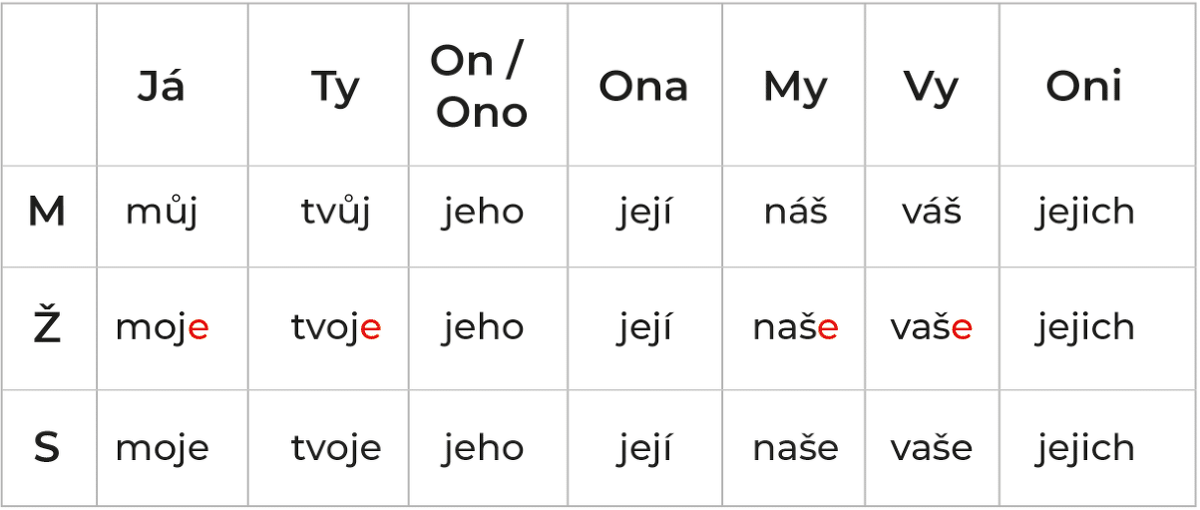 Já Ty On / Ono Ona My Vy Oni
M můj tvůj jeho její náš váš jejich
Ž moje tvoje jeho její naše vaše jejich
S moje tvoje jeho její naše vaše jejich